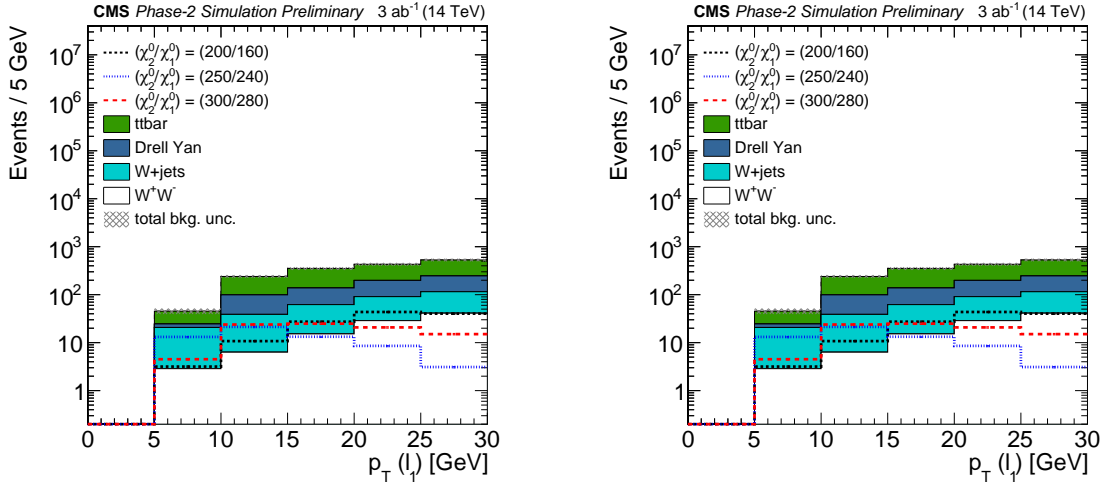 CMS Phase-2 Simulation Preliminary 3 ab⁻¹ (14 TeV)
Events / 5 GeV
10⁷
10⁶
10⁵
10⁴
10³
10²
10
1
(χ₂⁰/χ₁⁰) = (200/160)
(χ₂⁰/χ₁⁰) = (250/240)
(χ₂⁰/χ₁⁰) = (300/280)
ttbar
Drell Yan
W+jets
W⁺W⁻
total bkg. unc.
0 5 10 15 20 25 30
p_T (l₁) [GeV]
CMS Phase-2 Simulation Preliminary 3 ab⁻¹ (14 TeV)
Events / 5 GeV
10⁷
10⁶
10⁵
10⁴
10³
10²
10
1
(χ₂⁰/χ₁⁰) = (200/160)
(χ₂⁰/χ₁⁰) = (250/240)
(χ₂⁰/χ₁⁰) = (300/280)
ttbar
Drell Yan
W+jets
W⁺W⁻
total bkg. unc.
0 5 10 15 20 25 30
p_T (l₁) [GeV]